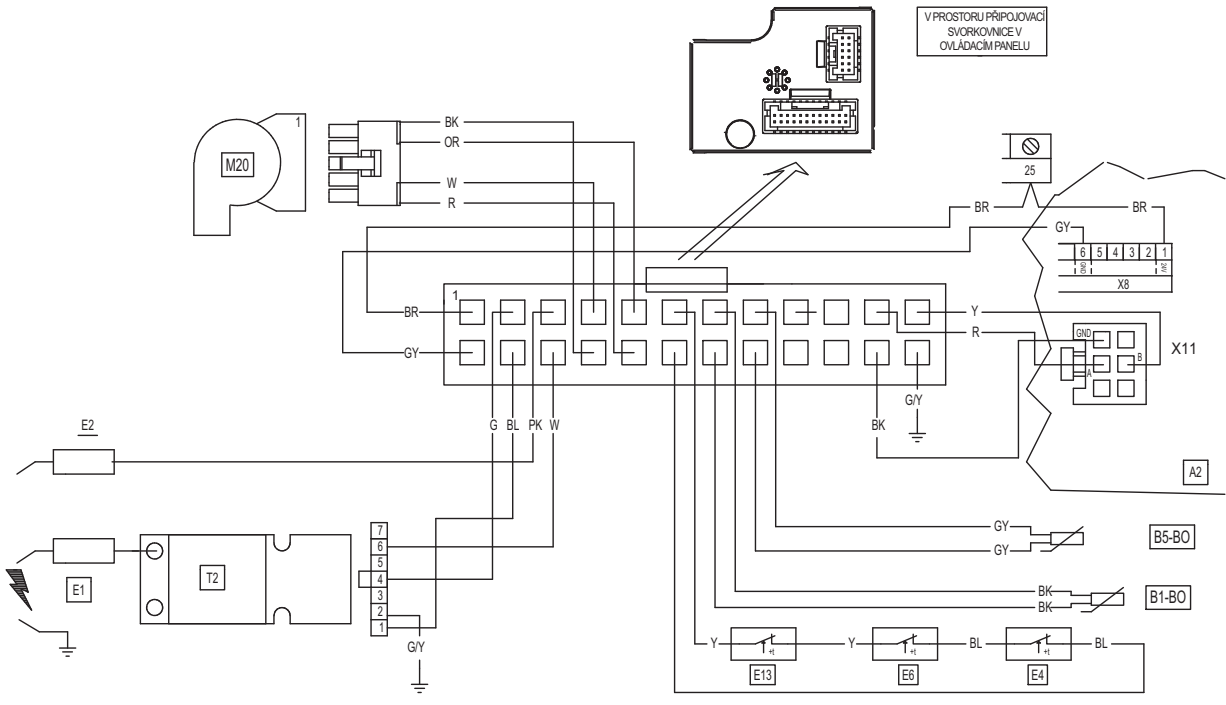 V PROSTORU PŘIPOJOVACÍ
SVORKOVNICE V
OVLÁDACÍM PANELU
1
M20
BK
OR
W
R
25
BR
BR
GY
6 5 4 3 2 1
GND
24V
X8
1
BR
Y
R
GND
X11
B
A
GY
G/Y
E2
G BL PK W
BK
A2
7
6
5
4
3
2
1
GY
GY
B5-BO
T2
E1
BK
BK
B1-BO
G/Y
Y
Y
BL
BL
+t
+t
+t
E13
E6
E4